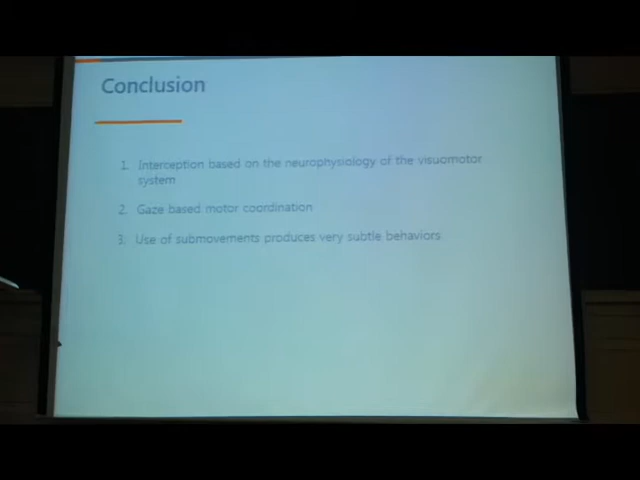 Conclusion
1. Interception based on the neurophysiology of the visuomotor
system
2. Gaze based motor coordination
3. Use of submovements produces very subtle behaviors